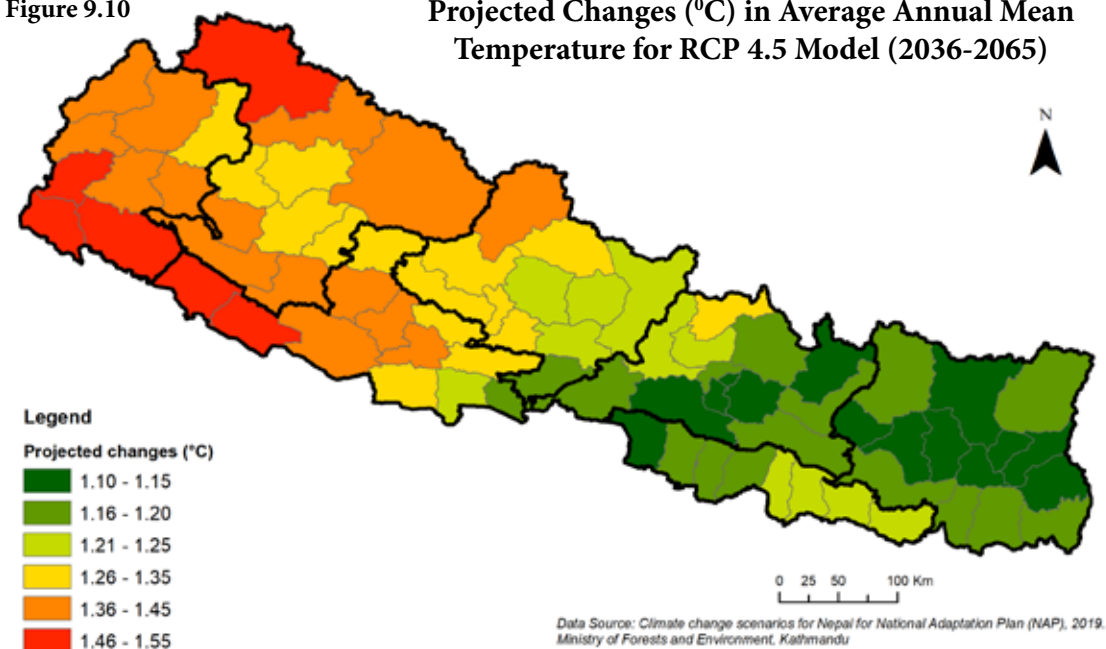 Figure 9.10
Projected Changes (⁰C) in Average Annual Mean
Temperature for RCP 4.5 Model (2036-2065)
N
Legend
Projected changes (°C)
1.10 - 1.15
1.16 - 1.20
1.21 - 1.25
1.26 - 1.35
1.36 - 1.45
1.46 - 1.55
0 25 50 100 Km
Data Source: Climate change scenarios for Nepal for National Adaptation Plan (NAP), 2019.
Ministry of Forests and Environment, Kathmandu